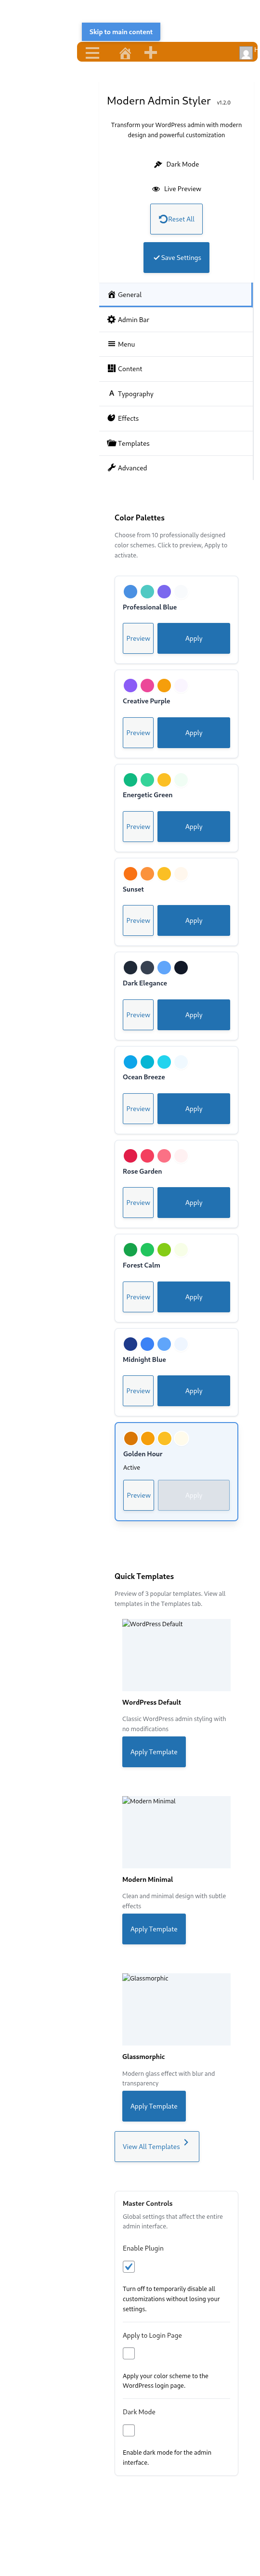 Skip to main content
Modern Admin Styler v1.2.0
Transform your WordPress admin with modern
design and powerful customization
Dark Mode
Live Preview
Reset All
Save Settings
General
Admin Bar
Menu
Content
Typography
Effects
Templates
Advanced
Color Palettes
Choose from 10 professionally designed
color schemes. Click to preview, Apply to
activate.
Professional Blue
Preview Apply
Creative Purple
Preview Apply
Energetic Green
Preview Apply
Sunset
Preview Apply
Dark Elegance
Preview Apply
Ocean Breeze
Preview Apply
Rose Garden
Preview Apply
Forest Calm
Preview Apply
Midnight Blue
Preview Apply
Golden Hour
Active
Preview Apply
Quick Templates
Preview of 3 popular templates. View all
templates in the Templates tab.
WordPress Default
WordPress Default
Classic WordPress admin styling with
no modifications
Apply Template
Modern Minimal
Modern Minimal
Clean and minimal design with subtle
effects
Apply Template
Glassmorphic
Glassmorphic
Modern glass effect with blur and
transparency
Apply Template
View All Templates
Master Controls
Global settings that affect the entire
admin interface.
Enable Plugin
Turn off to temporarily disable all
customizations without losing your
settings.
Apply to Login Page
Apply your color scheme to the
WordPress login page.
Dark Mode
Enable dark mode for the admin
interface.